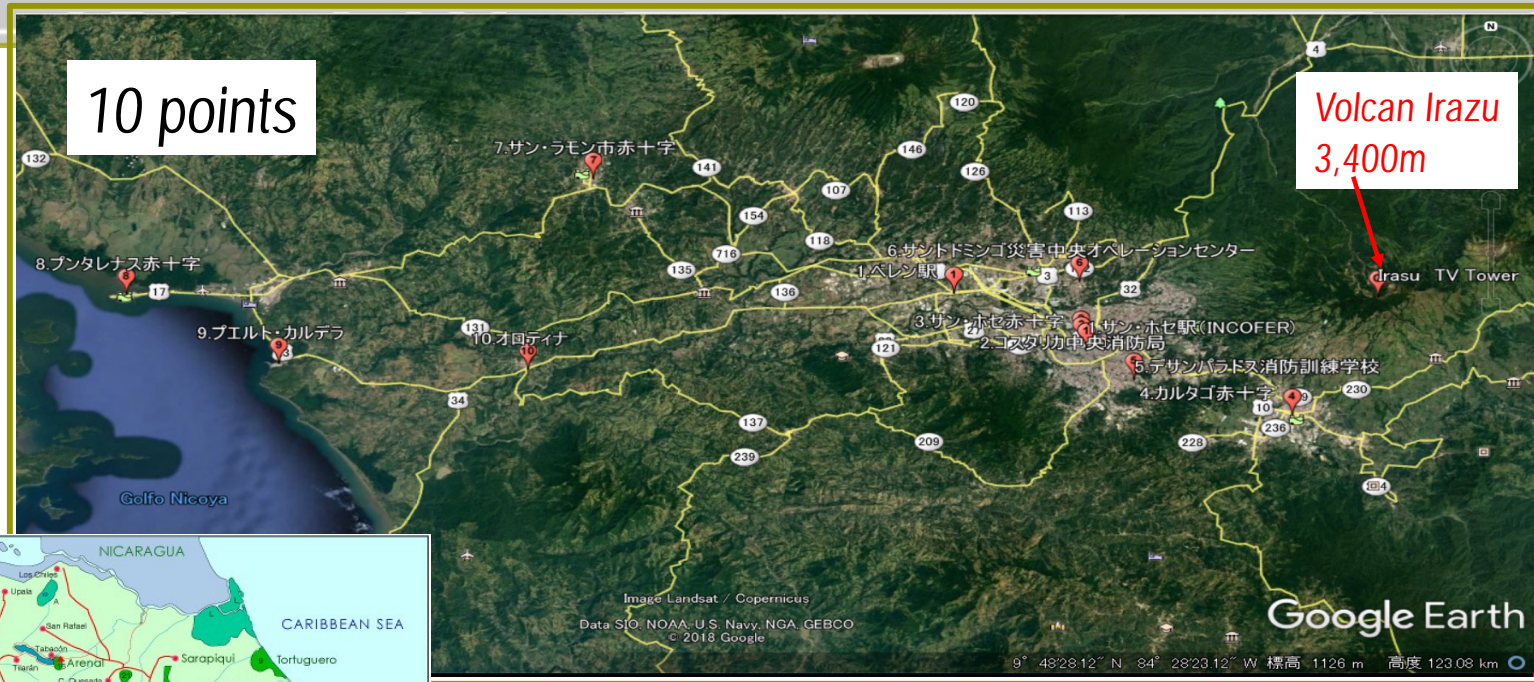 10 points
Volcan Irazu
3,400m
4
120
132
146
7.サン・ラモン市赤十字
141
126
107
154
113
118
716
6.サントドミンゴ災害中央オペレーションセンター
8.プンタレナス赤十字
135
1.ベレン駅
3
Irasu TV Tower
17
136
32
9.プエルト・カルデラ
131
10.オロティナ
3.サン・ホセ赤十字
27
1.サン・ホセ駅(INCOFER)
2.コスタリカ中央消防局
121
5.デサンパラドス消防訓練学校
34
4.カルタゴ赤十字
230
10
236
137
209
228
239
Golfo Nicoya
NICARAGUA
Los Chiles
Upala
San Rafael
CARIBBEAN SEA
Tabacón
Tilarán
Arenal
Sarapiqui
Tortuguero
C. Quesada
Image Landsat / Copernicus
Data SIO, NOAA, U.S. Navy, NGA, GEBCO
© 2018 Google
Google Earth
9° 48'28.12" N 84° 28'23.12" W 標高 1126 m 高度 123.08 km